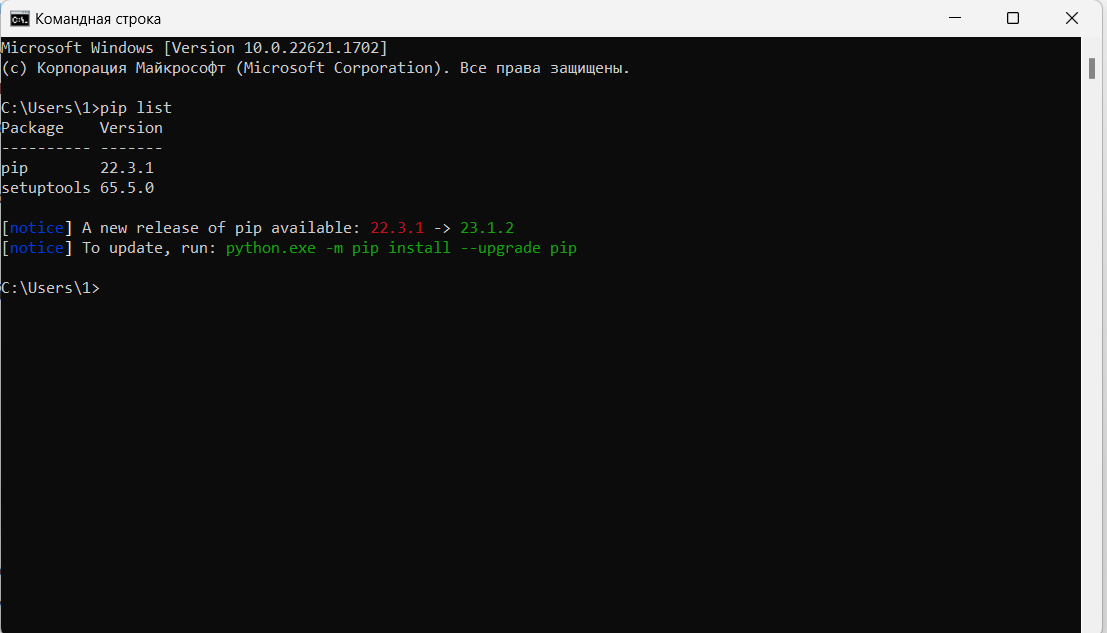 Командная строка
Microsoft Windows [Version 10.0.22621.1702]
(c) Корпорация Майкрософт (Microsoft Corporation). Все права защищены.
C:\Users\1>pip list
Package    Version
---------- -------
pip        22.3.1
setuptools 65.5.0
[notice] A new release of pip available: 22.3.1 -> 23.1.2
[notice] To update, run: python.exe -m pip install --upgrade pip
C:\Users\1>